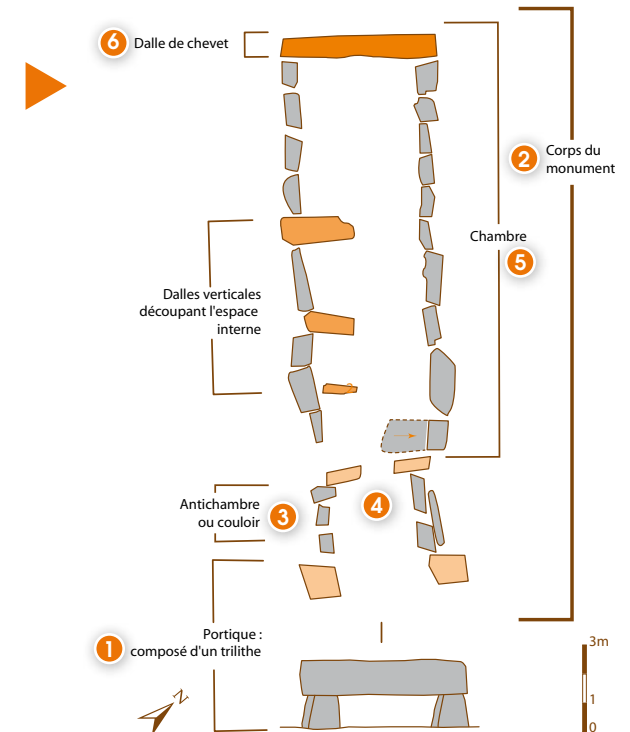 6 Dalle de chevet
2 Corps du
monument
Chambre
5
Dalles verticales
découpant l'espace
interne
Antichambre
ou couloir
3
4
Portique :
composé d'un trilithe
1
N
3m
1
0